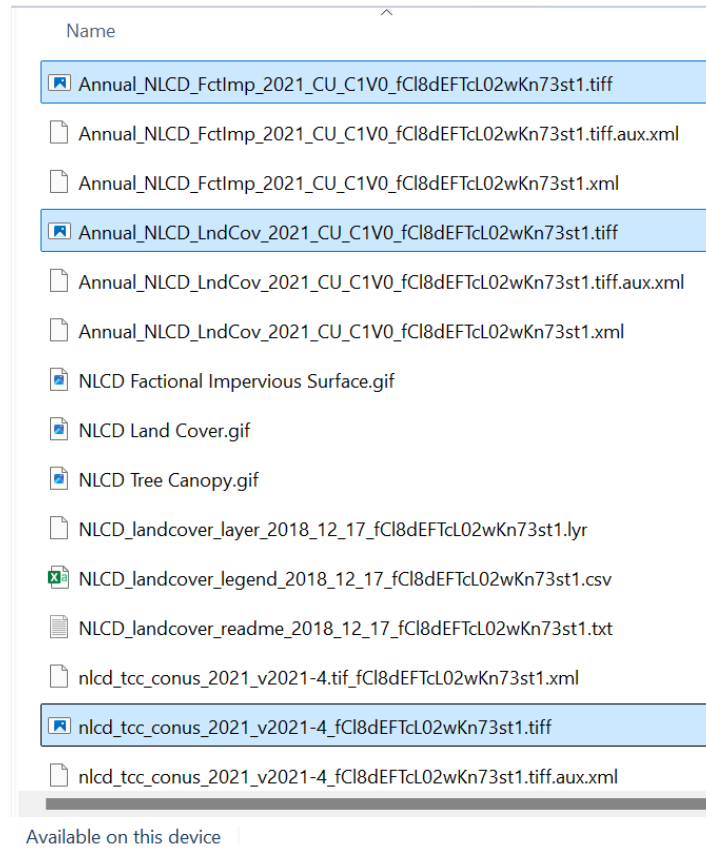 Name
Annual_NLCD_FctImp_2021_CU_C1V0_fCl8dEFTcL02wKn73st1.tiff
Annual_NLCD_FctImp_2021_CU_C1V0_fCl8dEFTcL02wKn73st1.tiff.aux.xml
Annual_NLCD_FctImp_2021_CU_C1V0_fCl8dEFTcL02wKn73st1.xml
Annual_NLCD_LndCov_2021_CU_C1V0_fCl8dEFTcL02wKn73st1.tiff
Annual_NLCD_LndCov_2021_CU_C1V0_fCl8dEFTcL02wKn73st1.tiff.aux.xml
Annual_NLCD_LndCov_2021_CU_C1V0_fCl8dEFTcL02wKn73st1.xml
NLCD Factional Impervious Surface.gif
NLCD Land Cover.gif
NLCD Tree Canopy.gif
NLCD_landcover_layer_2018_12_17_fCl8dEFTcL02wKn73st1.lyr
NLCD_landcover_legend_2018_12_17_fCl8dEFTcL02wKn73st1.csv
NLCD_landcover_readme_2018_12_17_fCl8dEFTcL02wKn73st1.txt
nlcd_tcc_conus_2021_v2021-4.tif_fCl8dEFTcL02wKn73st1.xml
nlcd_tcc_conus_2021_v2021-4_fCl8dEFTcL02wKn73st1.tiff
nlcd_tcc_conus_2021_v2021-4_fCl8dEFTcL02wKn73st1.tiff.aux.xml
Available on this device